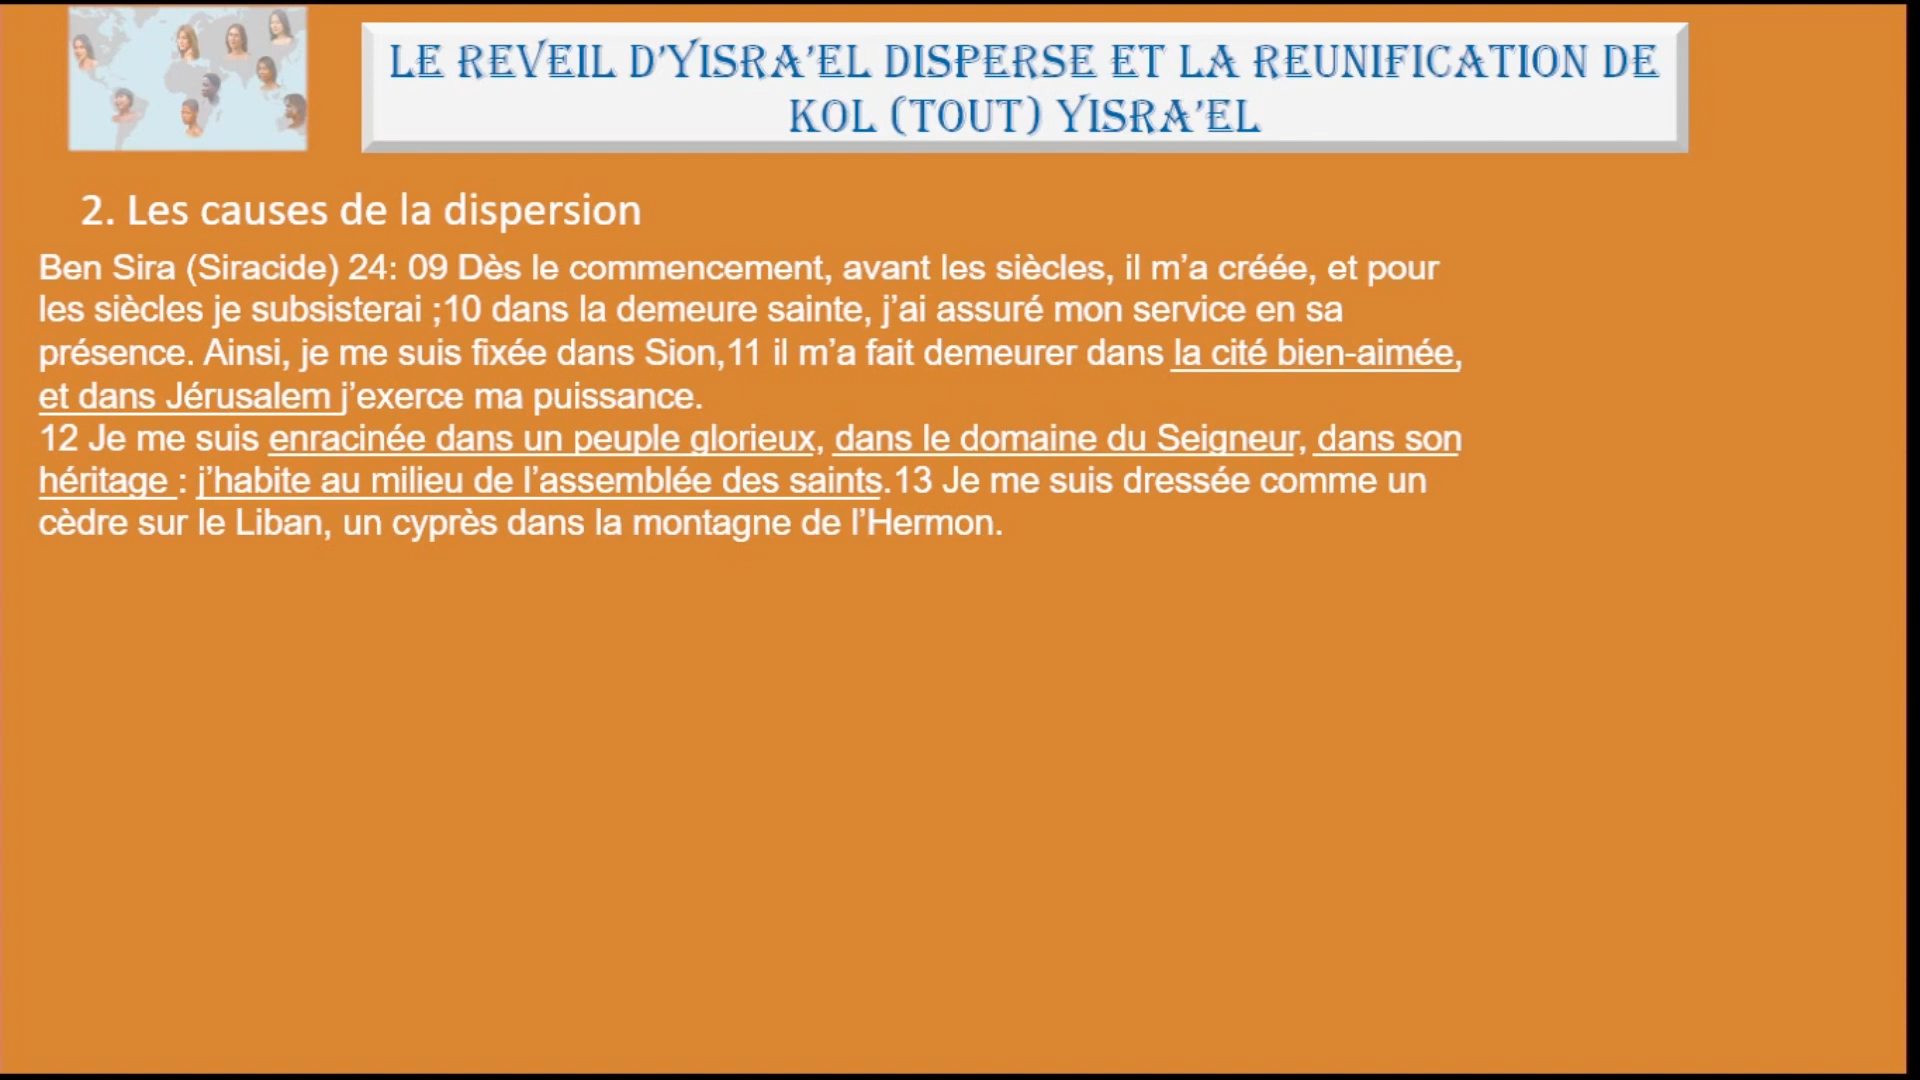 LE REVEIL D'YISRA'EL DISPERSE ET LA REUNIFICATION DE
KOL (TOUT) YISRA'EL
2. Les causes de la dispersion
Ben Sira (Siracide) 24: 09 Dès le commencement, avant les siècles, il m’a créée, et pour
les siècles je subsisterai ;10 dans la demeure sainte, j’ai assuré mon service en sa
présence. Ainsi, je me suis fixée dans Sion,11 il m’a fait demeurer dans la cité bien-aimée,
et dans Jérusalem j’exerce ma puissance.
12 Je me suis enracinée dans un peuple glorieux, dans le domaine du Seigneur, dans son
héritage : j’habite au milieu de l’assemblée des saints.13 Je me suis dressée comme un
cèdre sur le Liban, un cyprès dans la montagne de l’Hermon.